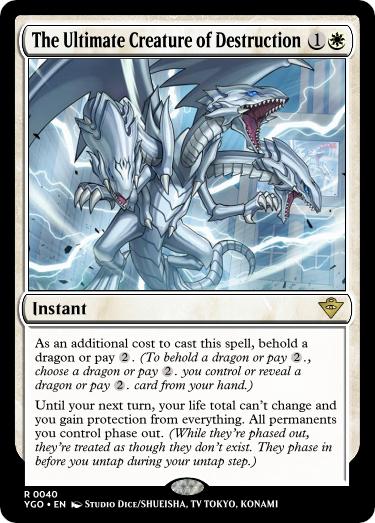 The Ultimate Creature of Destruction 1
Instant
As an additional cost to cast this spell, behold a
dragon or pay 2. (To behold a dragon or pay 2.,
choose a dragon or pay 2. you control or reveal a
dragon or pay 2. card from your hand.)
Until your next turn, your life total can't change and
you gain protection from everything. All permanents
you control phase out. (While they're phased out,
they're treated as though they don't exist. They phase in
before you untap during your untap step.)
R 0040
YGO • EN Studio Dice/SHUEISHA, TV TOKYO, KONAMI